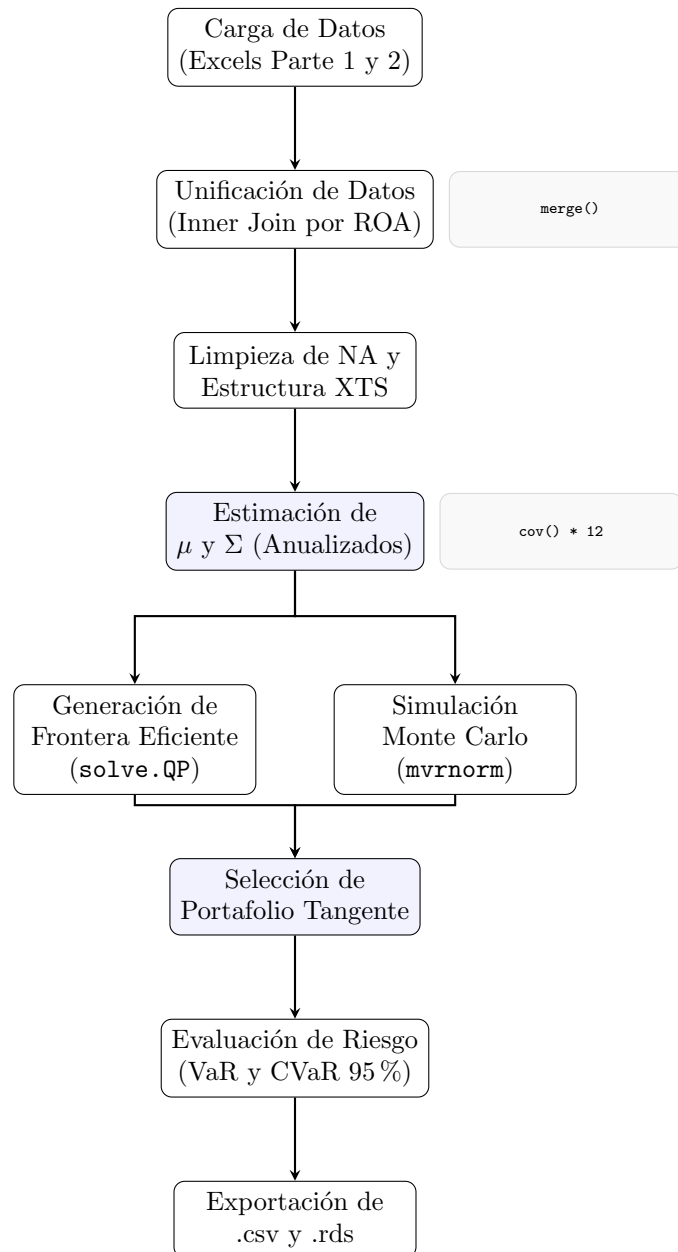 Carga de Datos
(Excels Parte 1 y 2)
Unificación de Datos
(Inner Join por ROA)
merge()
Limpieza de NA y
Estructura XTS
Estimación de
μ y Σ (Anualizados)
cov() * 12
Generación de
Frontera Eficiente
(solve.QP)
Simulación
Monte Carlo
(mvrnorm)
Selección de
Portafolio Tangente
Evaluación de Riesgo
(VaR y CVaR 95 %)
Exportación de
.csv y .rds